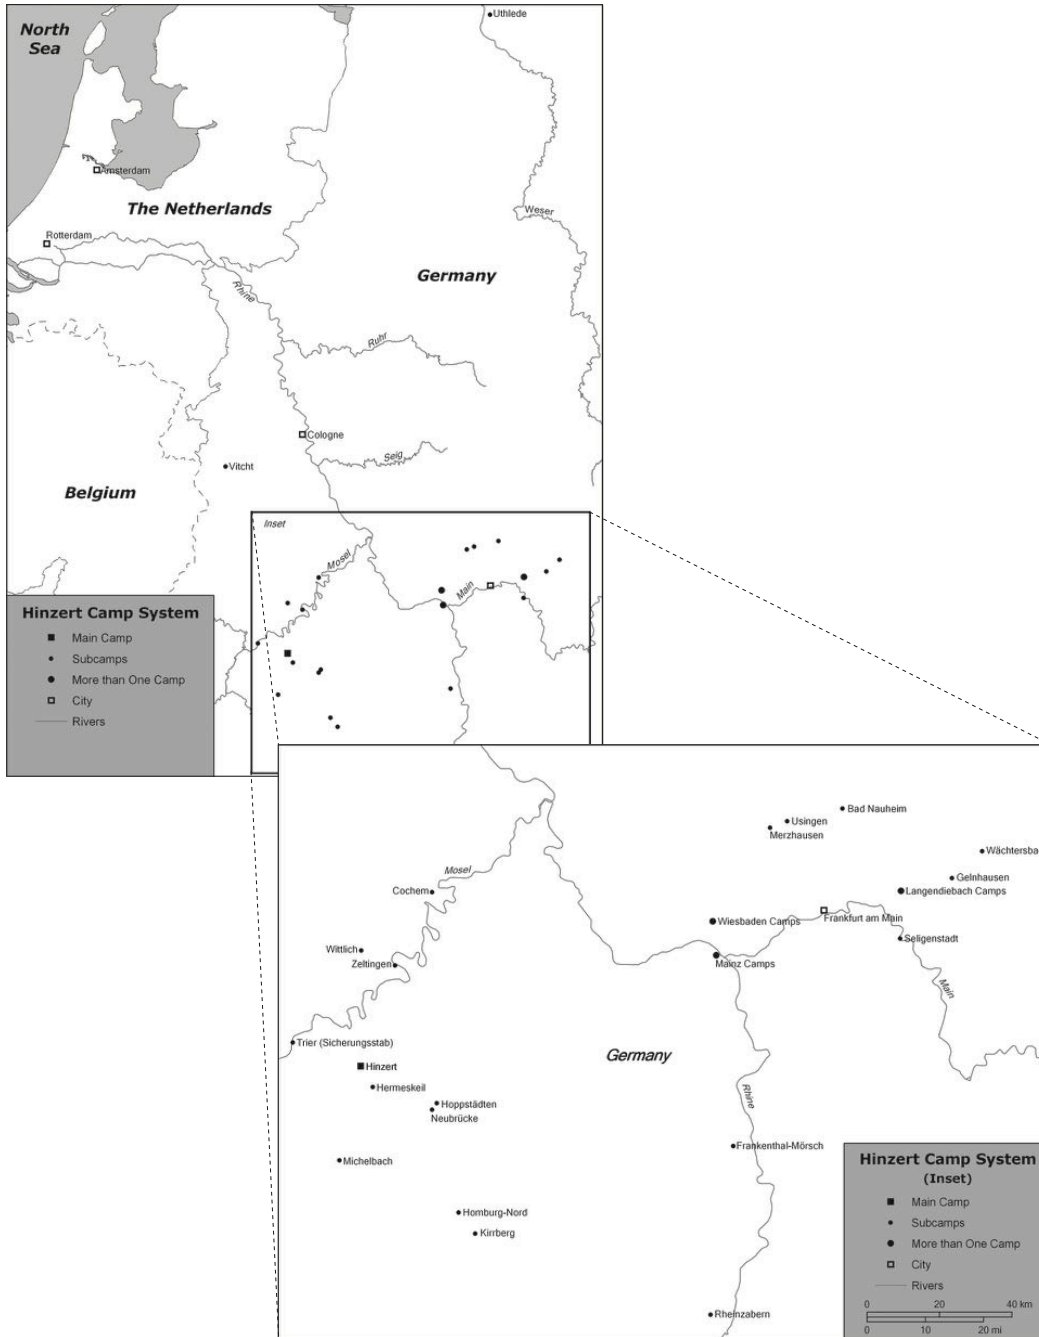 North
Sea
Uthlede
Amsterdam
The Netherlands
Weser
Rotterdam
Germany
Rhine
Ruhr
Cologne
Seig
Vitcht
Belgium
Inset
Mosel
Main
Hinzert Camp System
Main Camp
Subcamps
More than One Camp
City
Rivers
Bad Nauheim
Usingen
Merzhausen
Wächtersba
Mosel
Gelnhausen
Cochem
Langendiebach Camps
Wiesbaden Camps
Frankfurt am Main
Seligenstadt
Wittlich
Zeltingen
Mainz Camps
Main
Trier (Sicherungsstab)
Germany
Hinzert
Hermeskeil
Rhine
Hoppstädten
Neubrücke
Frankenthal-Mörsch
Michelbach
Homburg-Nord
Kirrberg
Rheinzabern
Hinzert Camp System
(Inset)
Main Camp
Subcamps
More than One Camp
City
Rivers
0 20 40 km
0 10 20 mi